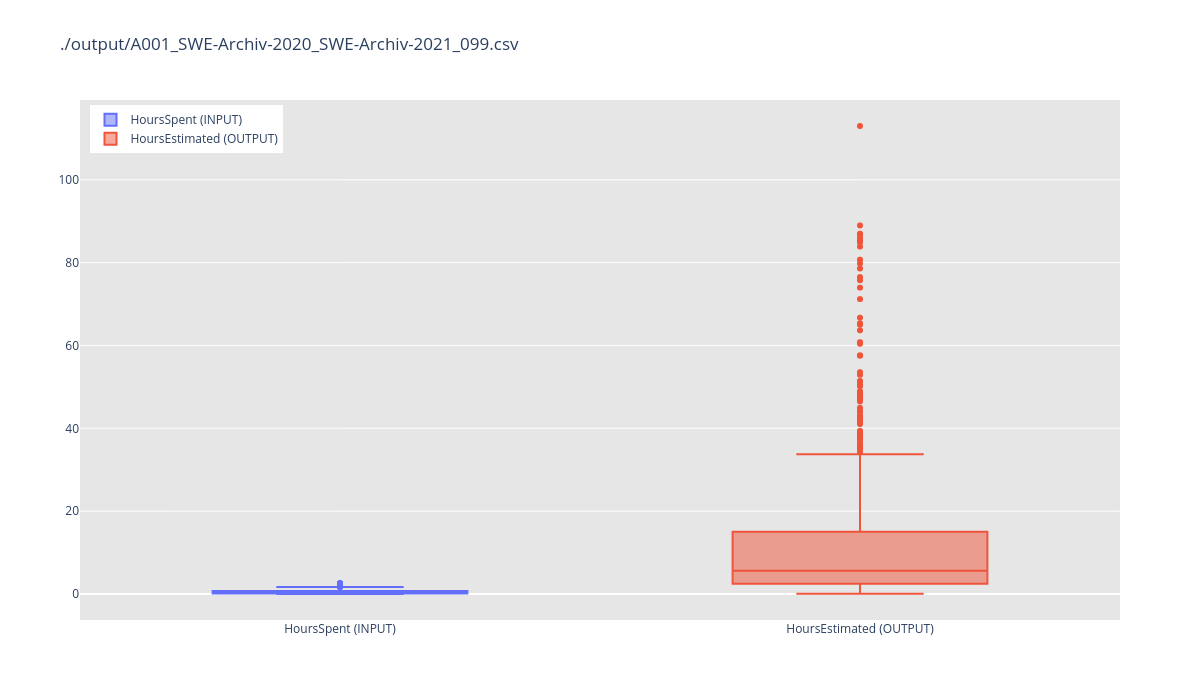 ./output/A001_SWE-Archiv-2020_SWE-Archiv-2021_099.csv
HoursSpent (INPUT)
HoursEstimated (OUTPUT)
100
80
60
40
20
0
HoursSpent (INPUT)
HoursEstimated (OUTPUT)